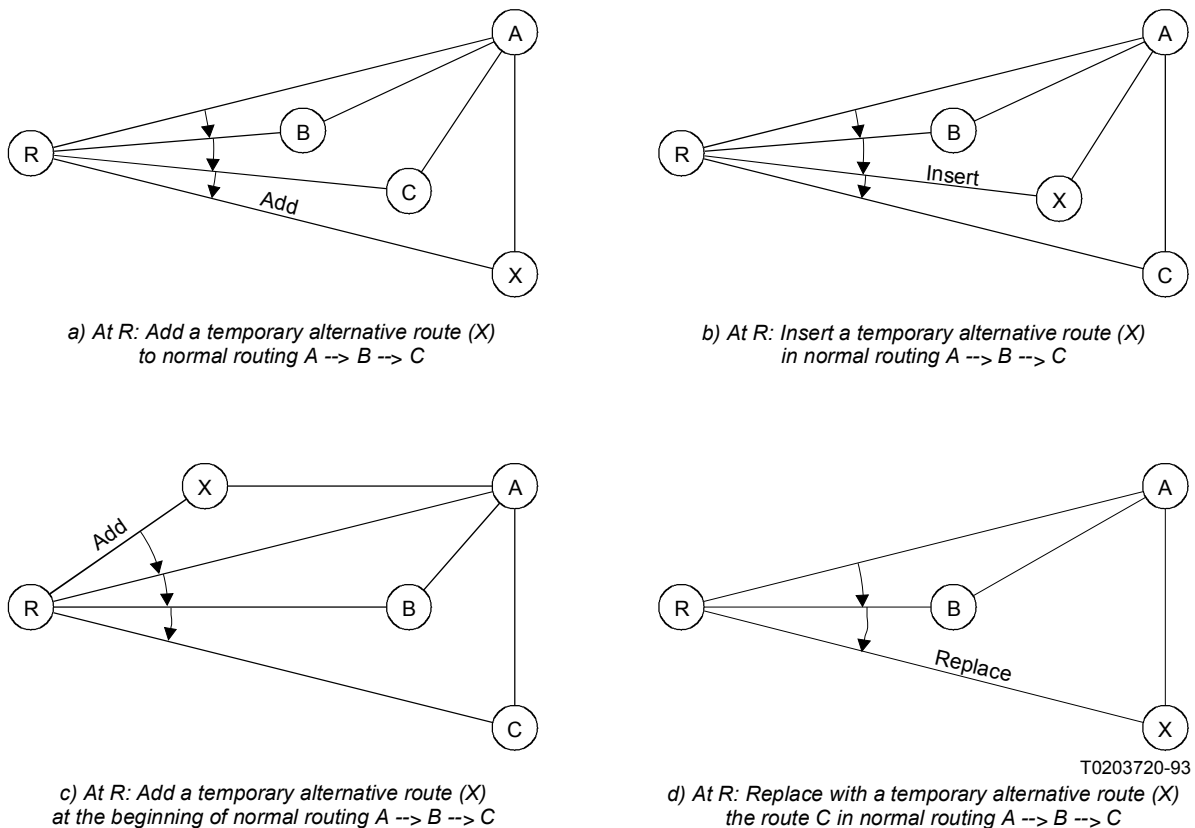 A
B
R
C
Add
X
a) At R: Add a temporary alternative route (X)
to normal routing A --> B --> C
A
B
R
Insert
X
C
b) At R: Insert a temporary alternative route (X)
in normal routing A --> B --> C
X
A
Add
R
B
C
c) At R: Add a temporary alternative route (X)
at the beginning of normal routing A --> B --> C
A
R
B
Replace
X
T0203720-93
d) At R: Replace with a temporary alternative route (X)
the route C in normal routing A --> B --> C